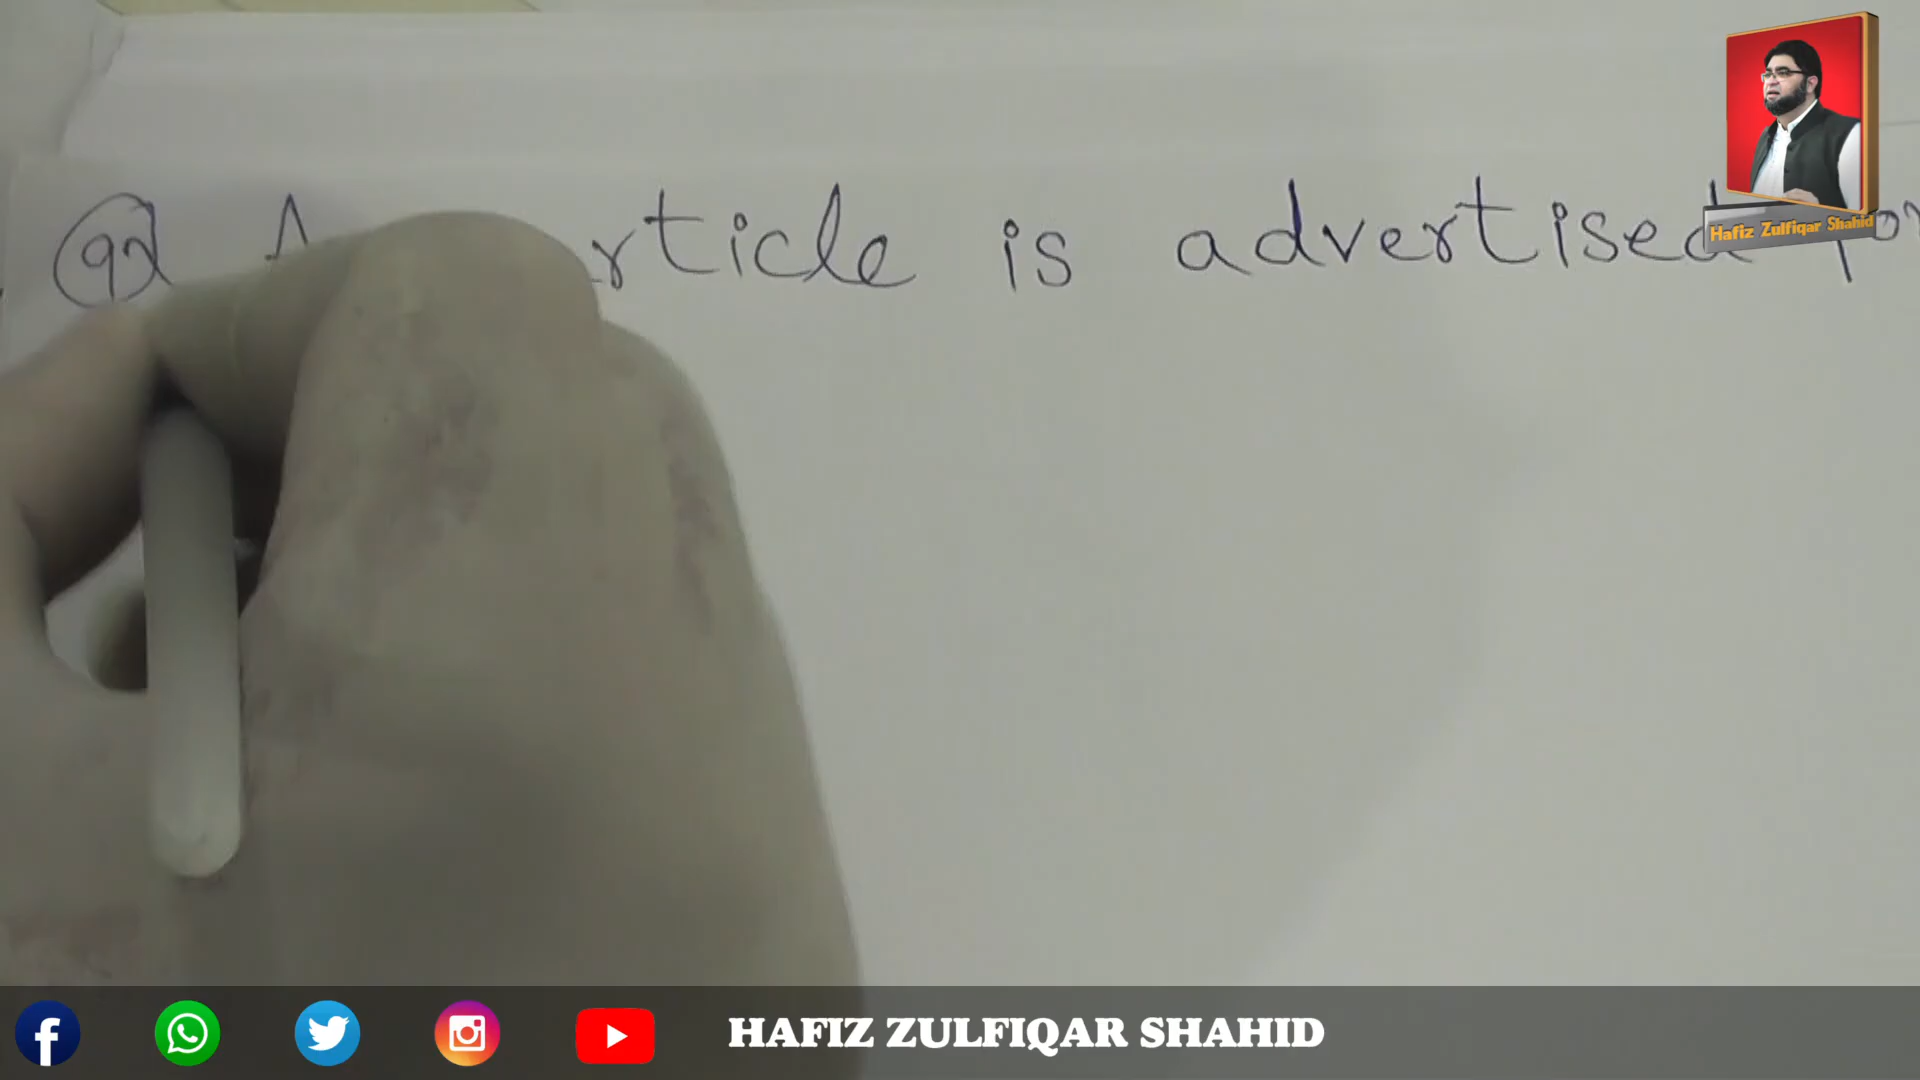 92 rticle is advertised
Hafiz Zulfiqar Shahid
HAFIZ ZULFIQAR SHAHID